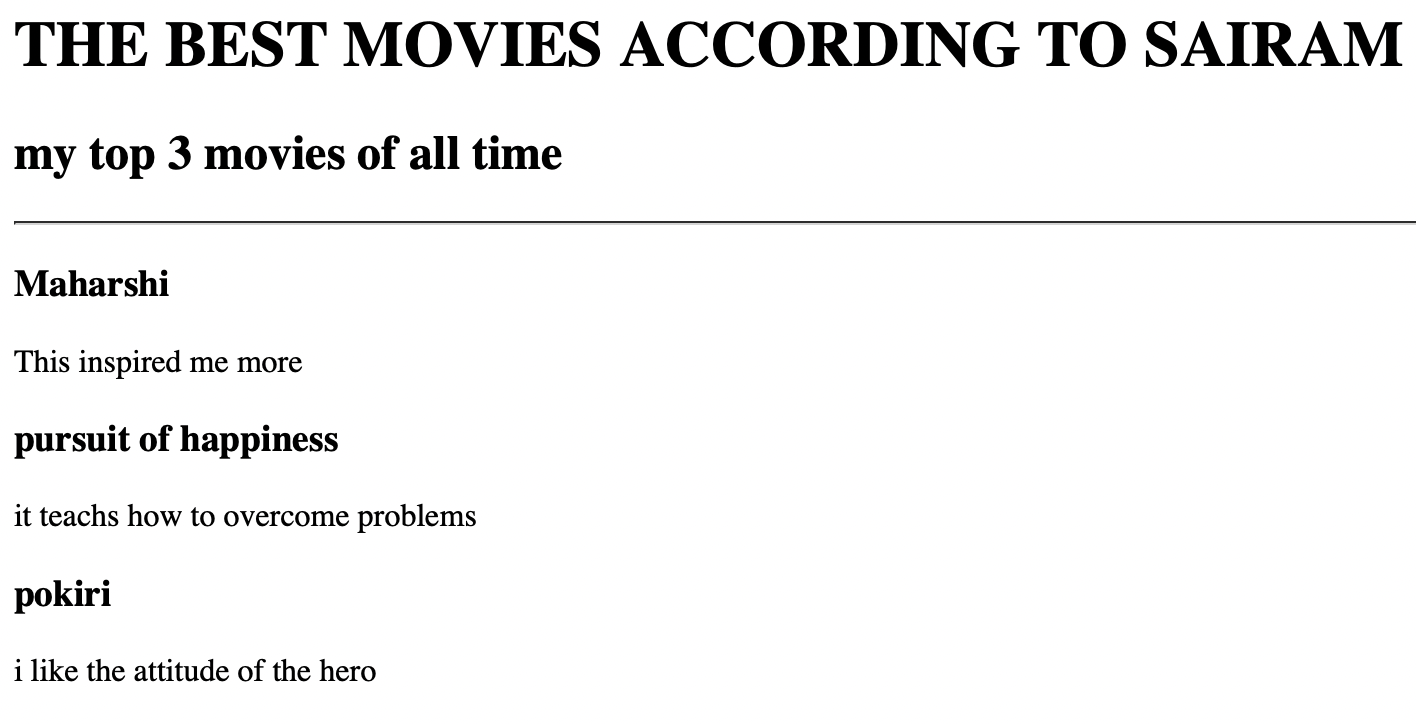 THE BEST MOVIES ACCORDING TO SAIRAM
my top 3 movies of all time
Maharshi
This inspired me more
pursuit of happiness
it teachs how to overcome problems
pokiri
i like the attitude of the hero